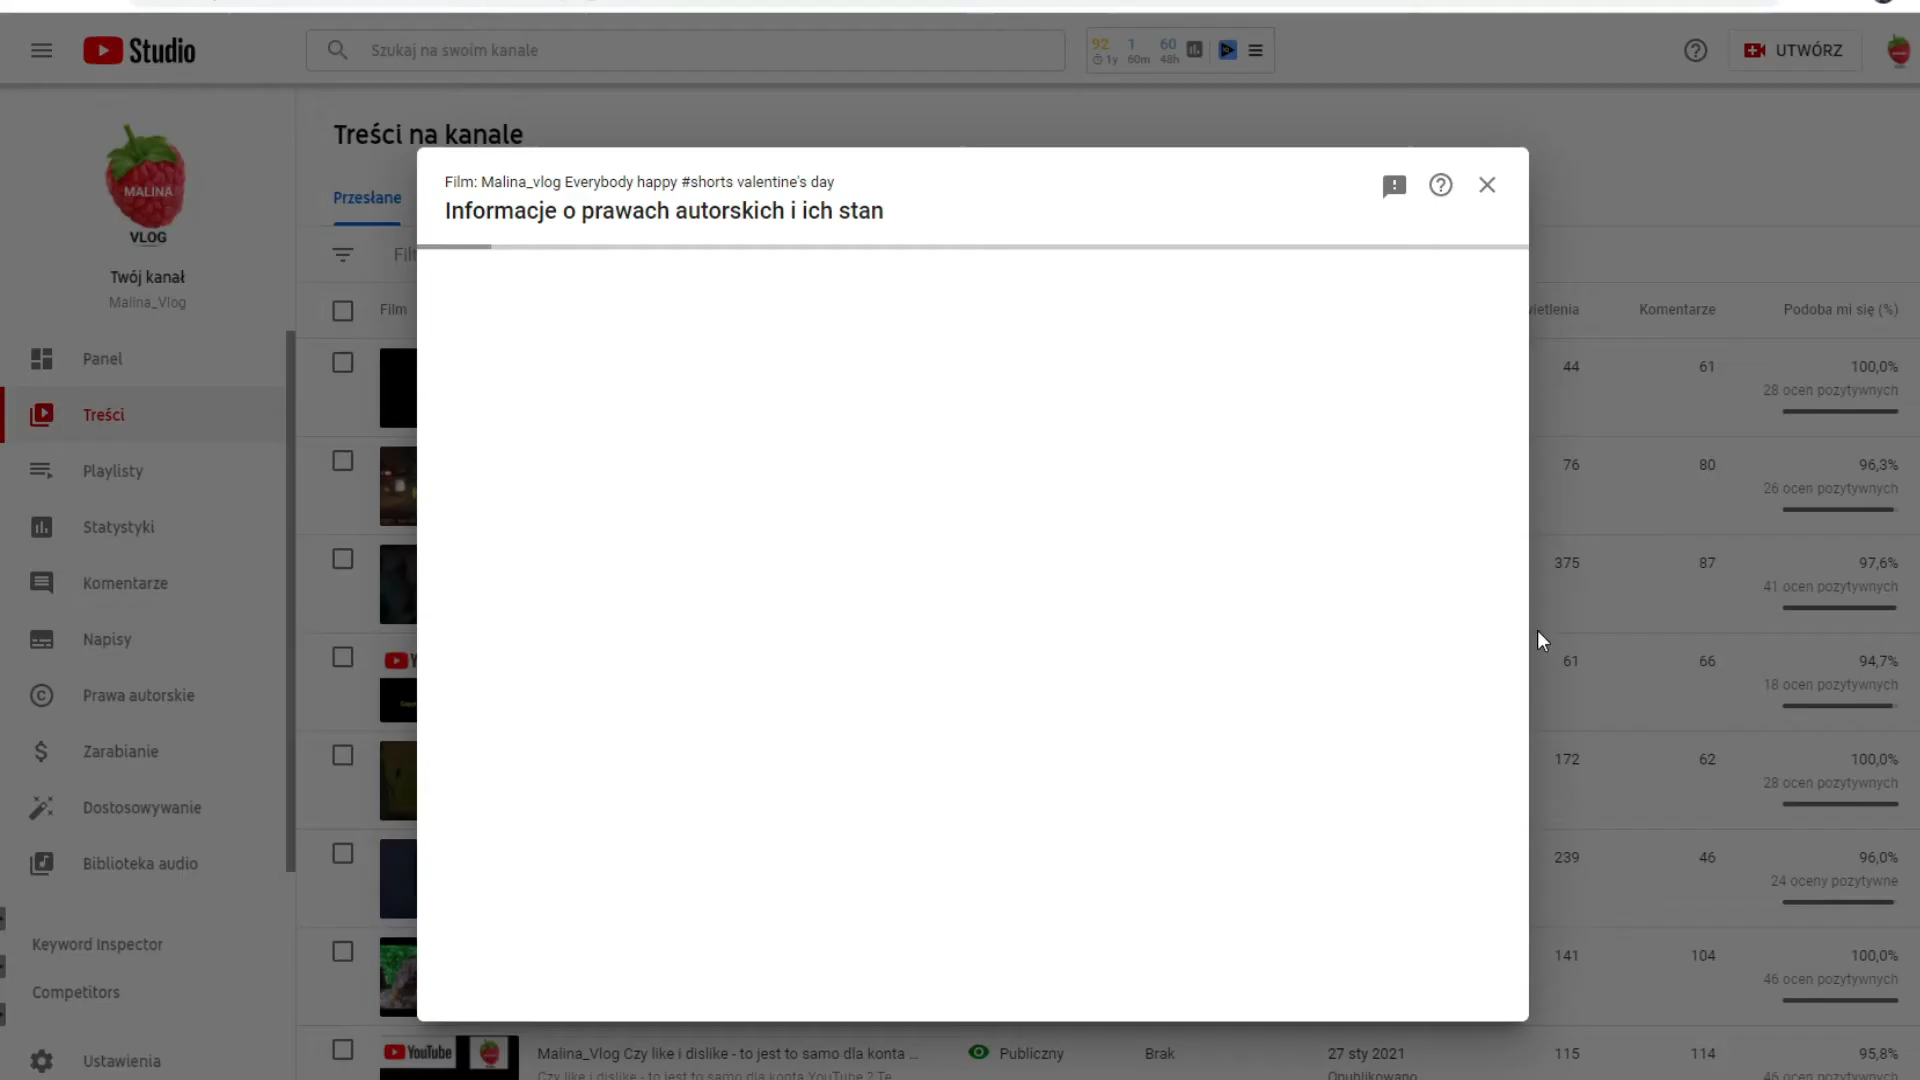 Studio
Szukaj na swoim kanale
92 1 60
1y 60m 48h
UTWÓRZ
MALINA
VLOG
Twój kanał
Malina_Vlog
Panel
Treści
Playlisty
Statystyki
Komentarze
Napisy
Prawa autorskie
Zarabianie
Dostosowywanie
Biblioteka audio
Keyword Inspector
Competitors
Ustawienia
Treści na kanale
Przesłane
Film
Film: Malina_vlog Everybody happy #shorts valentine's day
Informacje o prawach autorskich i ich stan
Komentarze Podoba mi się (%)
44 61 100,0%
28 ocen pozytywnych
76 80 96,3%
26 ocen pozytywnych
375 87 97,6%
41 ocen pozytywnych
61 66 94,7%
18 ocen pozytywnych
172 62 100,0%
28 ocen pozytywnych
239 46 96,0%
24 oceny pozytywne
141 104 100,0%
46 ocen pozytywnych
YouTube Malina_Vlog Czy like i dislike - to jest to samo dla konta ... Publiczny Brak 27 sty 2021 115 114 95,8%
Czy like i dislike - to jest to samo dla konta YouTube ? Te... Opublikowano 46 ocen pozytywnych